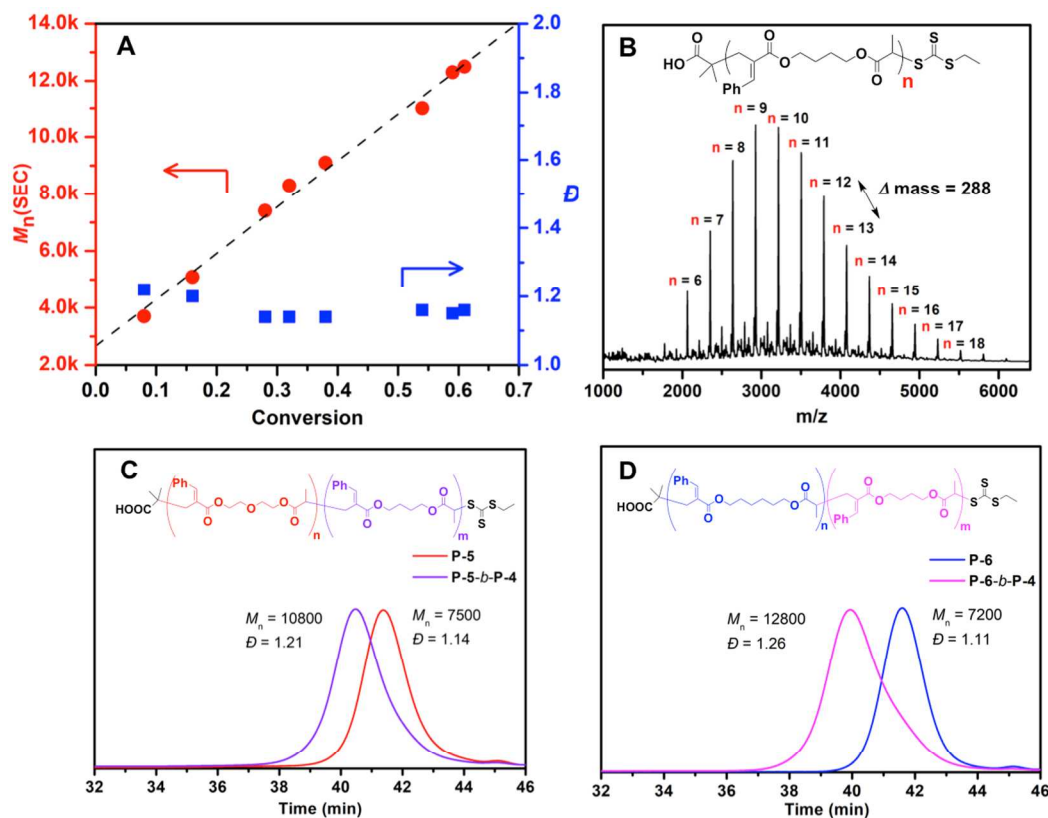 A
14.0k
12.0k
10.0k
8.0k
6.0k
4.0k
2.0k
Mn(SEC)
2.0
1.8
1.6
1.4
1.2
1.0
Đ
0.0 0.1 0.2 0.3 0.4 0.5 0.6 0.7
Conversion
B
O
HO
O
O
O
O
Ph
S
S
S
n
n = 6
n = 7
n = 8
n = 9
n = 10
n = 11
n = 12
n = 13
n = 14
n = 15
n = 16
n = 17
n = 18
Δ mass = 288
1000 2000 3000 4000 5000 6000
m/z
C
HOOC
Ph
O
O
O
O
O
n
Ph
O
O
O
O
m
S
S
S
P-5
P-5-b-P-4
Mn = 10800
Đ = 1.21
Mn = 7500
Đ = 1.14
32 34 36 38 40 42 44 46
Time (min)
D
HOOC
Ph
O
O
O
O
n
Ph
O
O
O
O
m
S
S
S
P-6
P-6-b-P-4
Mn = 12800
Đ = 1.26
Mn = 7200
Đ = 1.11
32 34 36 38 40 42 44 46
Time (min)